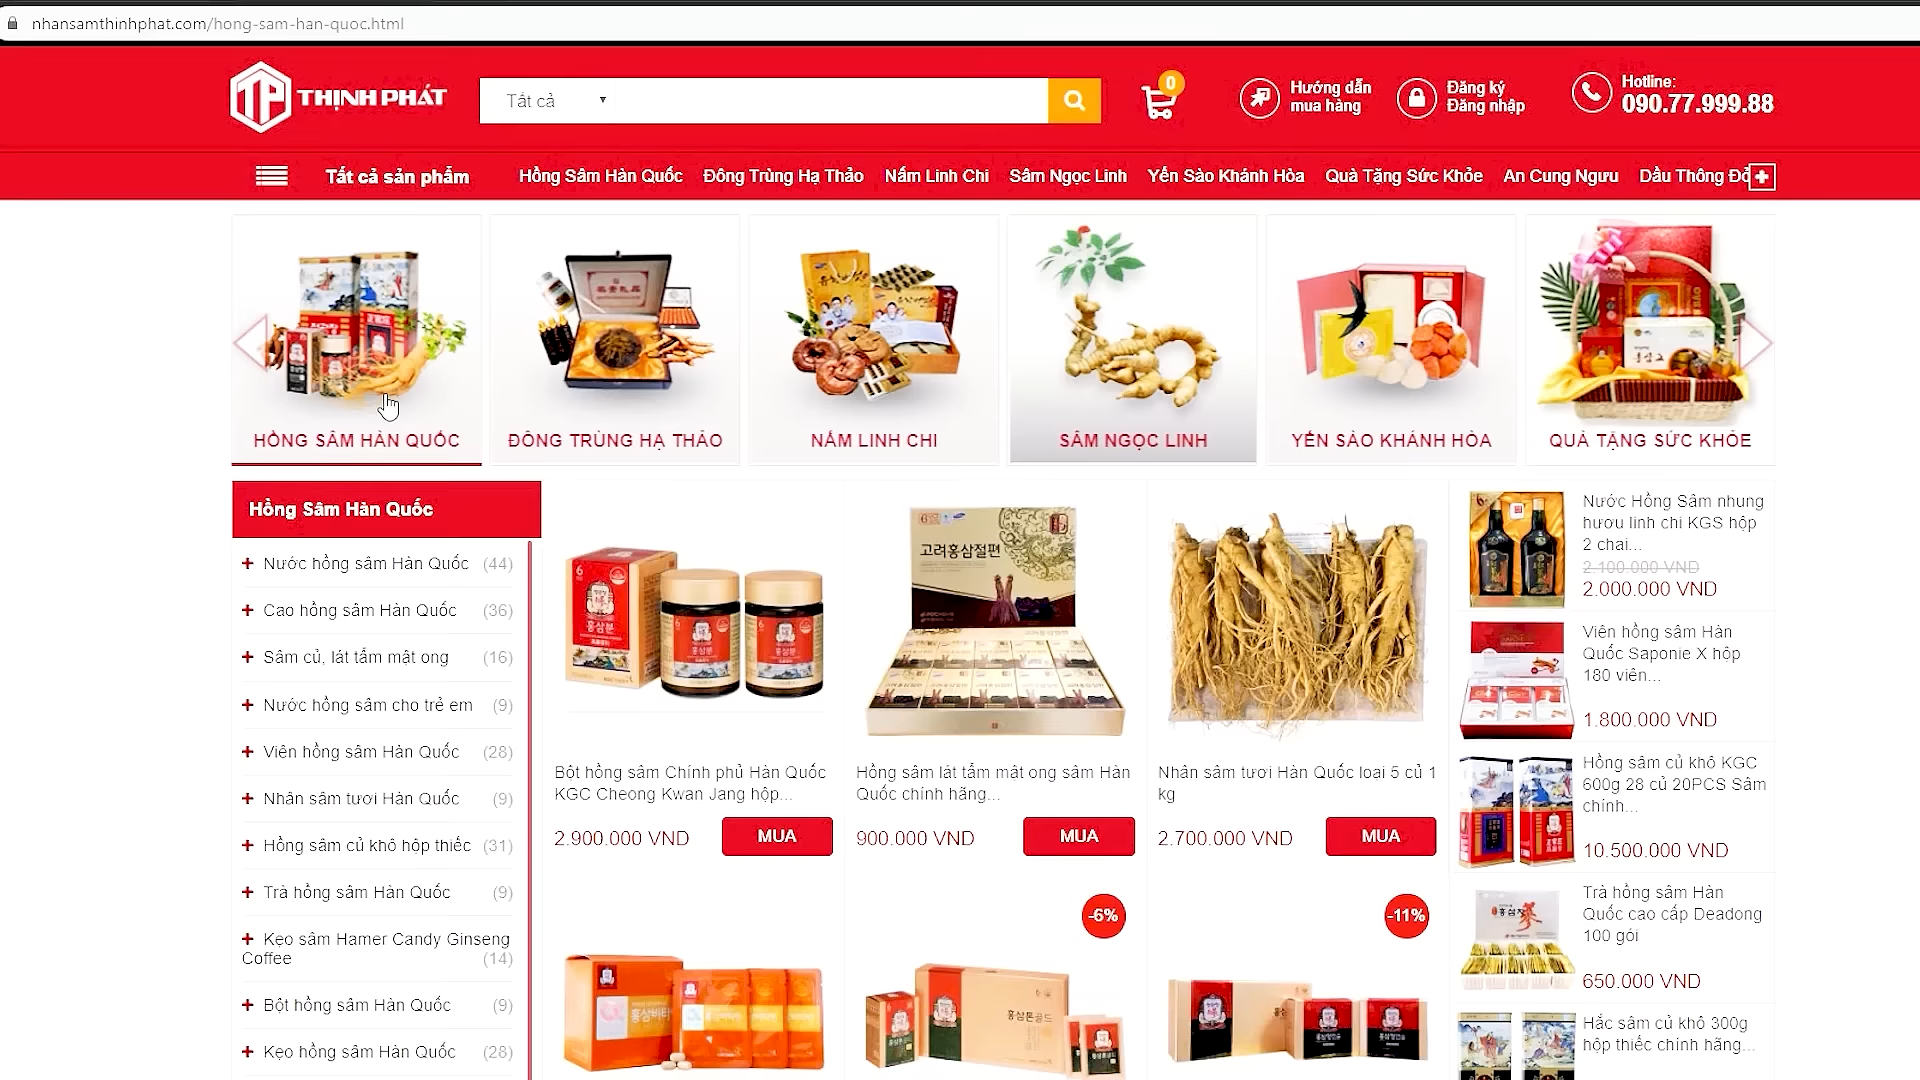 nhansamthinhphat.com/hong-sam-han-quoc.html
THỊNH PHÁT
Tất cả
0
Hướng dẫn
mua hàng
Đăng ký
Đăng nhập
Hotline:
090.77.999.88
Tất cả sản phẩm
Hồng Sâm Hàn Quốc
Đông Trùng Hạ Thảo
Nấm Linh Chi
Sâm Ngọc Linh
Yến Sào Khánh Hòa
Quà Tặng Sức Khỏe
An Cung Ngưu
Dầu Thông Đỏ
HỒNG SÂM HÀN QUỐC
ĐÔNG TRÙNG HẠ THẢO
NẤM LINH CHI
SÂM NGỌC LINH
YẾN SÀO KHÁNH HÒA
QUÀ TẶNG SỨC KHỎE
Hồng Sâm Hàn Quốc
Nước hồng sâm Hàn Quốc (44)
Cao hồng sâm Hàn Quốc (36)
Sâm củ, lát tẩm mật ong (16)
Nước hồng sâm cho trẻ em (9)
Viên hồng sâm Hàn Quốc (28)
Nhân sâm tươi Hàn Quốc (9)
Hồng sâm củ khô hộp thiếc (31)
Trà hồng sâm Hàn Quốc (9)
Kẹo sâm Hamer Candy Ginseng
Coffee (14)
Bột hồng sâm Hàn Quốc (9)
Kẹo hồng sâm Hàn Quốc (28)
홍삼분
고려홍삼절편
Bột hồng sâm Chính phủ Hàn Quốc
KGC Cheong Kwan Jang hộp...
2.900.000 VND
MUA
Hồng sâm lát tẩm mật ong sâm Hàn
Quốc chính hãng...
900.000 VND
MUA
Nhân sâm tươi Hàn Quốc loại 5 củ 1
kg
2.700.000 VND
MUA
-6%
-11%
홍삼톤골드
Nước Hồng Sâm nhung
hươu linh chi KGS hộp
2 chai...
2.100.000 VND
2.000.000 VND
Viên hồng sâm Hàn
Quốc Saponie X hộp
180 viên...
1.800.000 VND
Hồng sâm củ khô KGC
600g 28 củ 20PCS Sâm
chính...
10.500.000 VND
Trà hồng sâm Hàn
Quốc cao cấp Deadong
100 gói
650.000 VND
Hắc sâm củ khô 300g
hộp thiếc chính hãng...